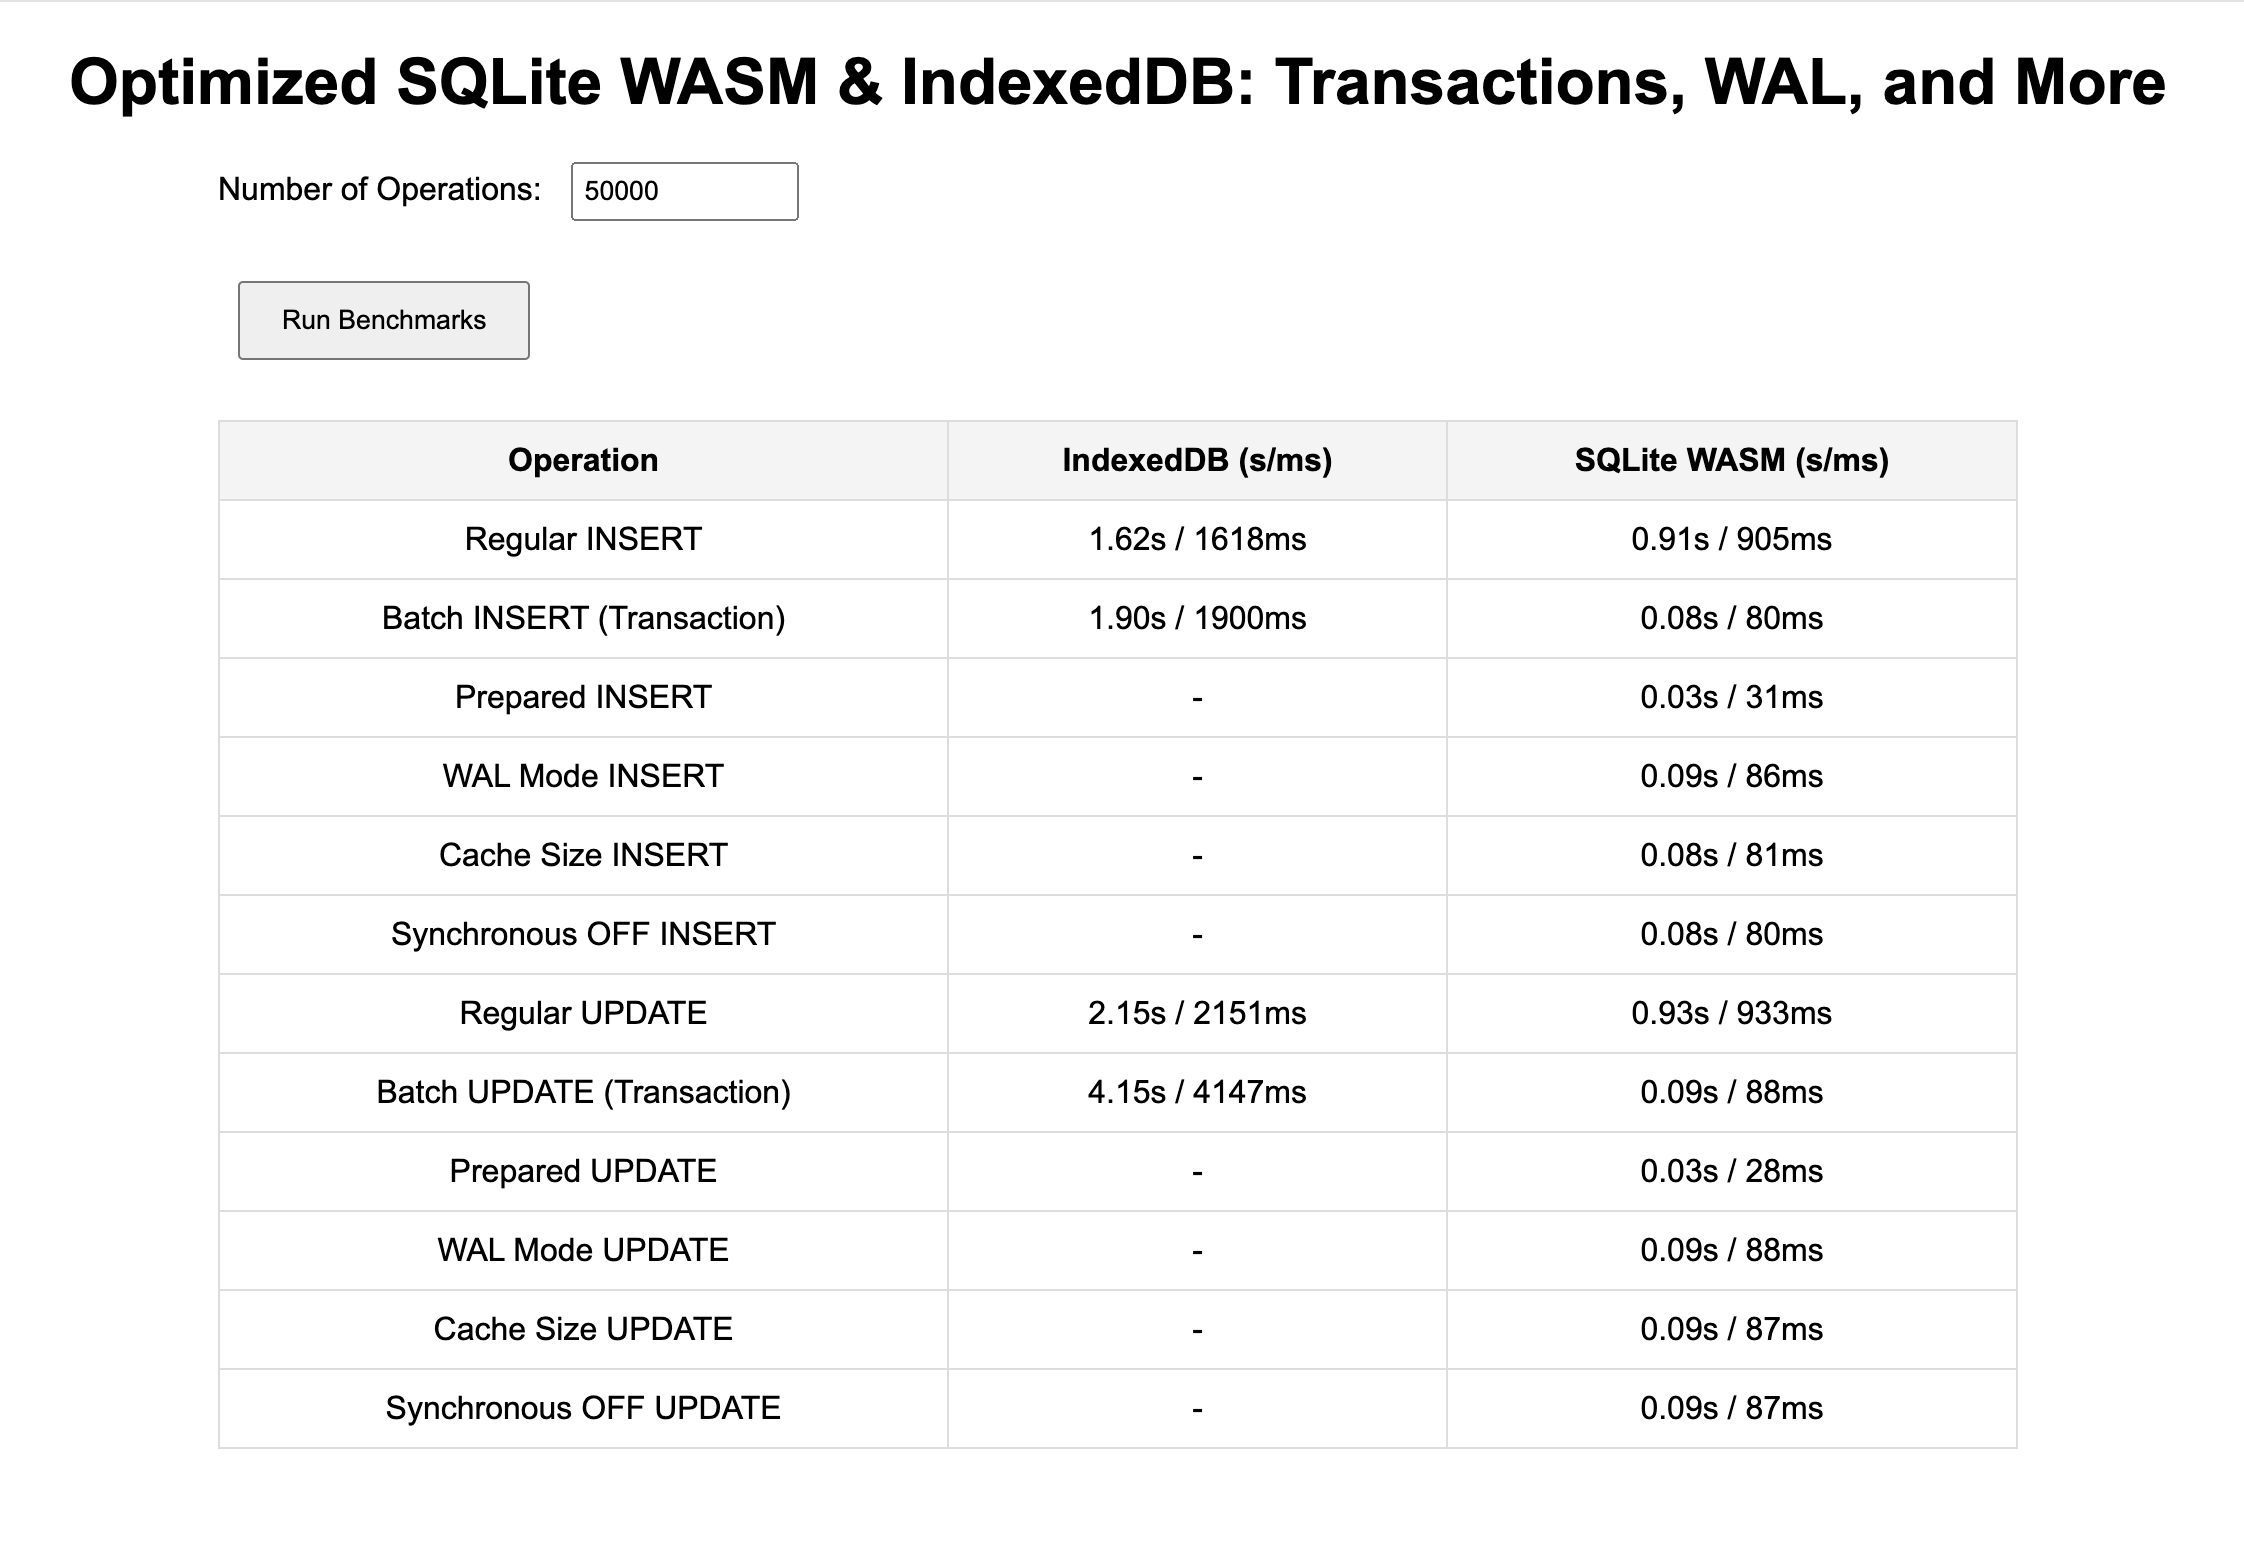 Optimized SQLite WASM & IndexedDB: Transactions, WAL, and More
Number of Operations: 50000
Run Benchmarks
Operation IndexedDB (s/ms) SQLite WASM (s/ms)
Regular INSERT 1.62s / 1618ms 0.91s / 905ms
Batch INSERT (Transaction) 1.90s / 1900ms 0.08s / 80ms
Prepared INSERT - 0.03s / 31ms
WAL Mode INSERT - 0.09s / 86ms
Cache Size INSERT - 0.08s / 81ms
Synchronous OFF INSERT - 0.08s / 80ms
Regular UPDATE 2.15s / 2151ms 0.93s / 933ms
Batch UPDATE (Transaction) 4.15s / 4147ms 0.09s / 88ms
Prepared UPDATE - 0.03s / 28ms
WAL Mode UPDATE - 0.09s / 88ms
Cache Size UPDATE - 0.09s / 87ms
Synchronous OFF UPDATE - 0.09s / 87ms